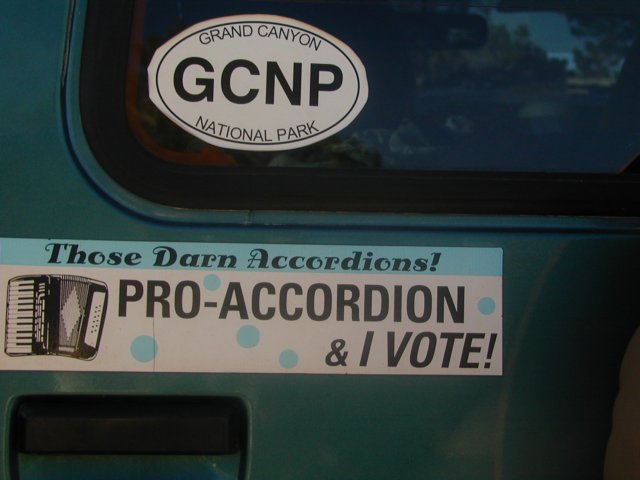 GRAND CANYON
GCNP
NATIONAL PARK
Those Darn Accordions!
PRO-ACCORDION
& I VOTE!